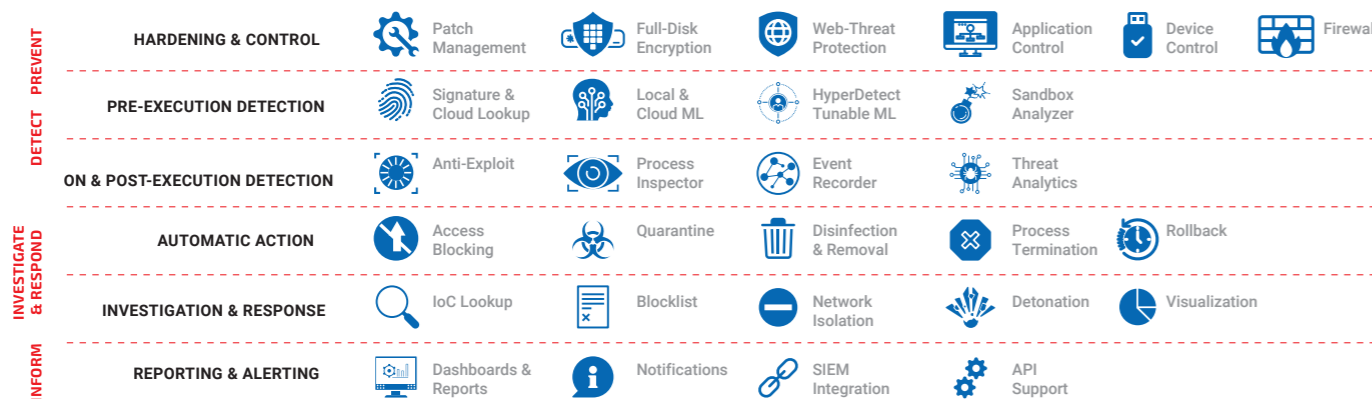 PREVENT
HARDENING & CONTROL
Patch
Management
Full-Disk
Encryption
Web-Threat
Protection
Application
Control
Device
Control
Firewal
DETECT
PRE-EXECUTION DETECTION
Signature &
Cloud Lookup
Local &
Cloud ML
HyperDetect
Tunable ML
Sandbox
Analyzer
ON & POST-EXECUTION DETECTION
Anti-Exploit
Process
Inspector
Event
Recorder
Threat
Analytics
INVESTIGATE
& RESPOND
AUTOMATIC ACTION
Access
Blocking
Quarantine
Disinfection
& Removal
Process
Termination
Rollback
INVESTIGATION & RESPONSE
IoC Lookup
Blocklist
Network
Isolation
Detonation
Visualization
INFORM
REPORTING & ALERTING
Dashboards &
Reports
Notifications
SIEM
Integration
API
Support